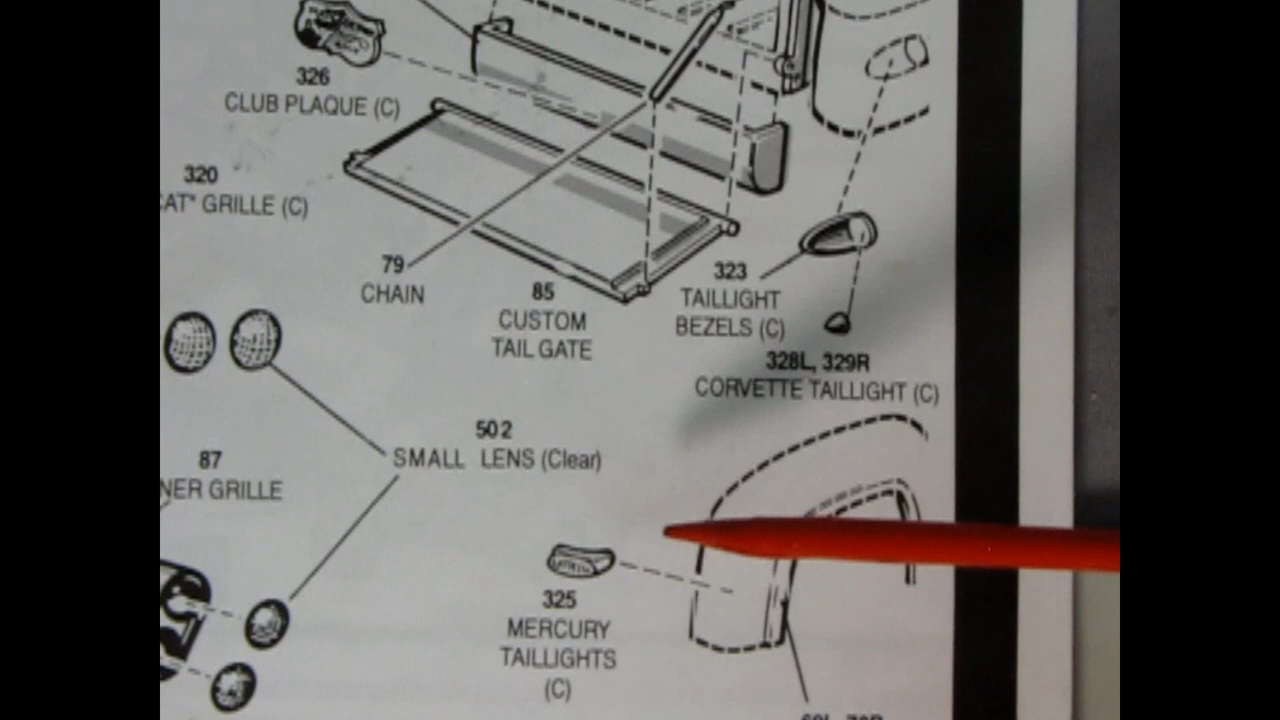 326
CLUB PLAQUE (C)
320
CAT" GRILLE (C)
79
CHAIN
85
CUSTOM
TAIL GATE
323
TAILLIGHT
BEZELS (C)
328L, 329R
CORVETTE TAILLIGHT (C)
502
SMALL LENS (Clear)
87
NER GRILLE
325
MERCURY
TAILLIGHTS
(C)